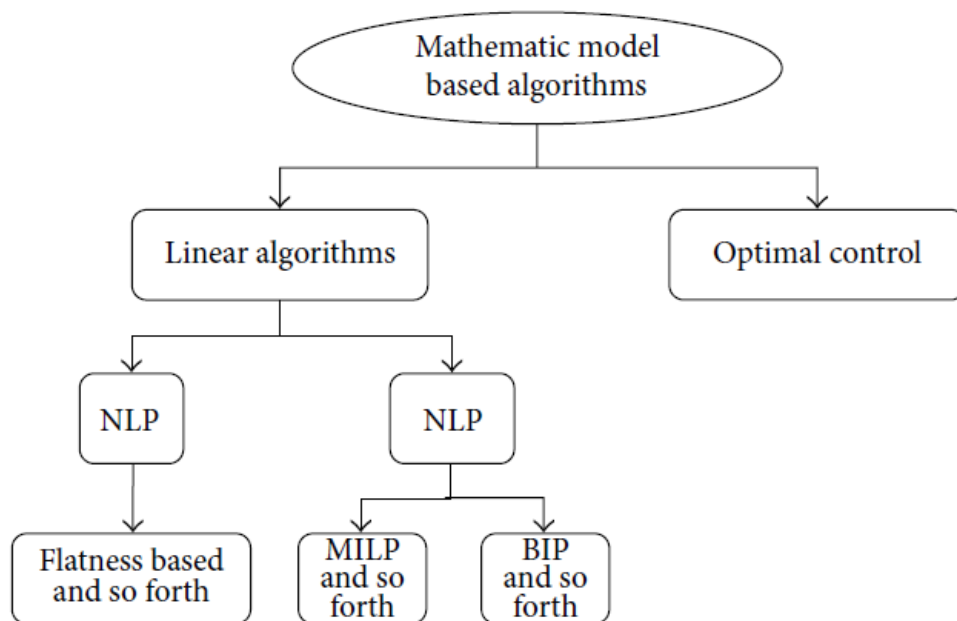 Mathematic model
based algorithms
Linear algorithms
Optimal control
NLP
NLP
Flatness based
and so forth
MILP
and so
forth
BIP
and so
forth